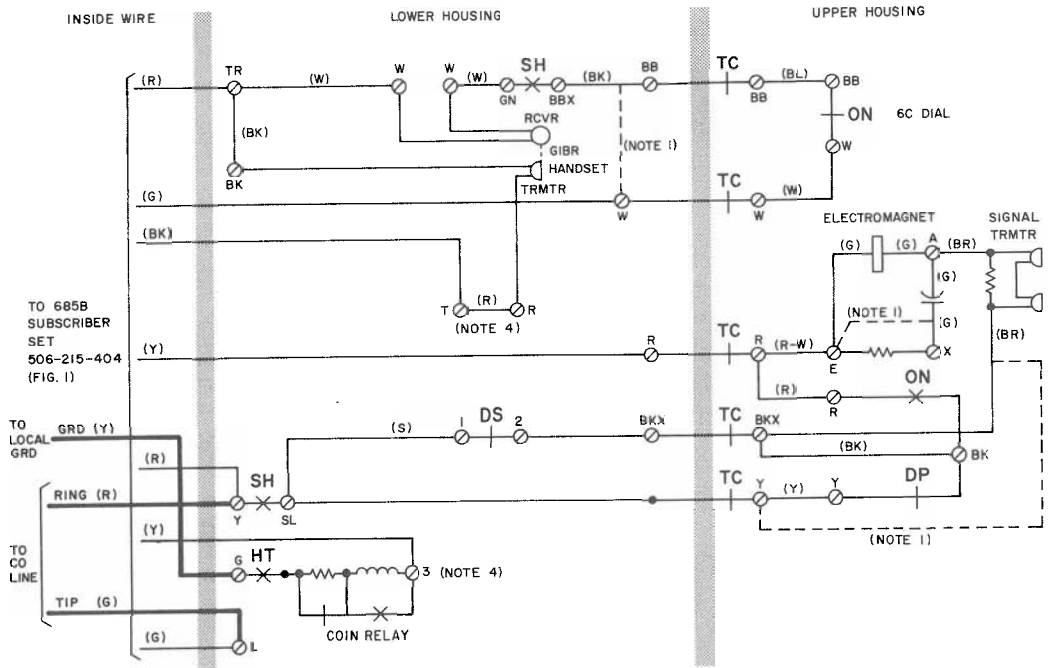 INSIDE WIRE
LOWER HOUSING
UPPER HOUSING
(R)
TR
(W)
W
W
(W)
SH
(BK)
BB
TC
(BL)
BB
GN
BBX
BB
RCVR
ON
6C DIAL
(BK)
GIBR
(NOTE 1)
W
HANDSET
BK
TRMTR
(G)
TC
(W)
W
W
ELECTROMAGNET
SIGNAL
TRMTR
(BK)
(G)
(G)
A
(BR)
(G)
TO 685B
SUBSCRIBER
SET
506-215-404
(FIG. 1)
T
(R)
R
(NOTE 4)
(NOTE 1)
(G)
(BR)
(Y)
R
TC
R
(R-W)
E
X
(R)
R
ON
TO
LOCAL
GRD
GRD (Y)
(S)
1
DS
2
BKX
TC
BKX
(BK)
BK
(R)
RING (R)
SH
Y
SL
TC
Y
(Y)
Y
DP
(Y)
(NOTE 1)
TO
CO
LINE
G
HT
3 (NOTE 4)
TIP (G)
COIN RELAY
(G)
L